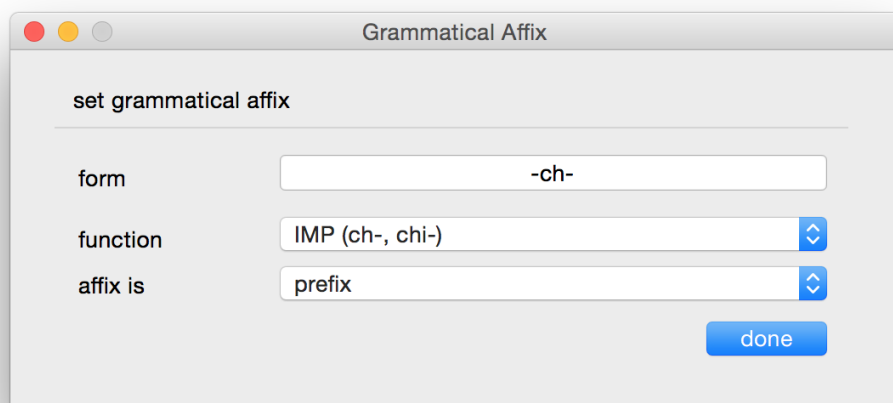 Grammatical Affix
set grammatical affix
form -ch-
function IMP (ch-, chi-)
affix is prefix
done